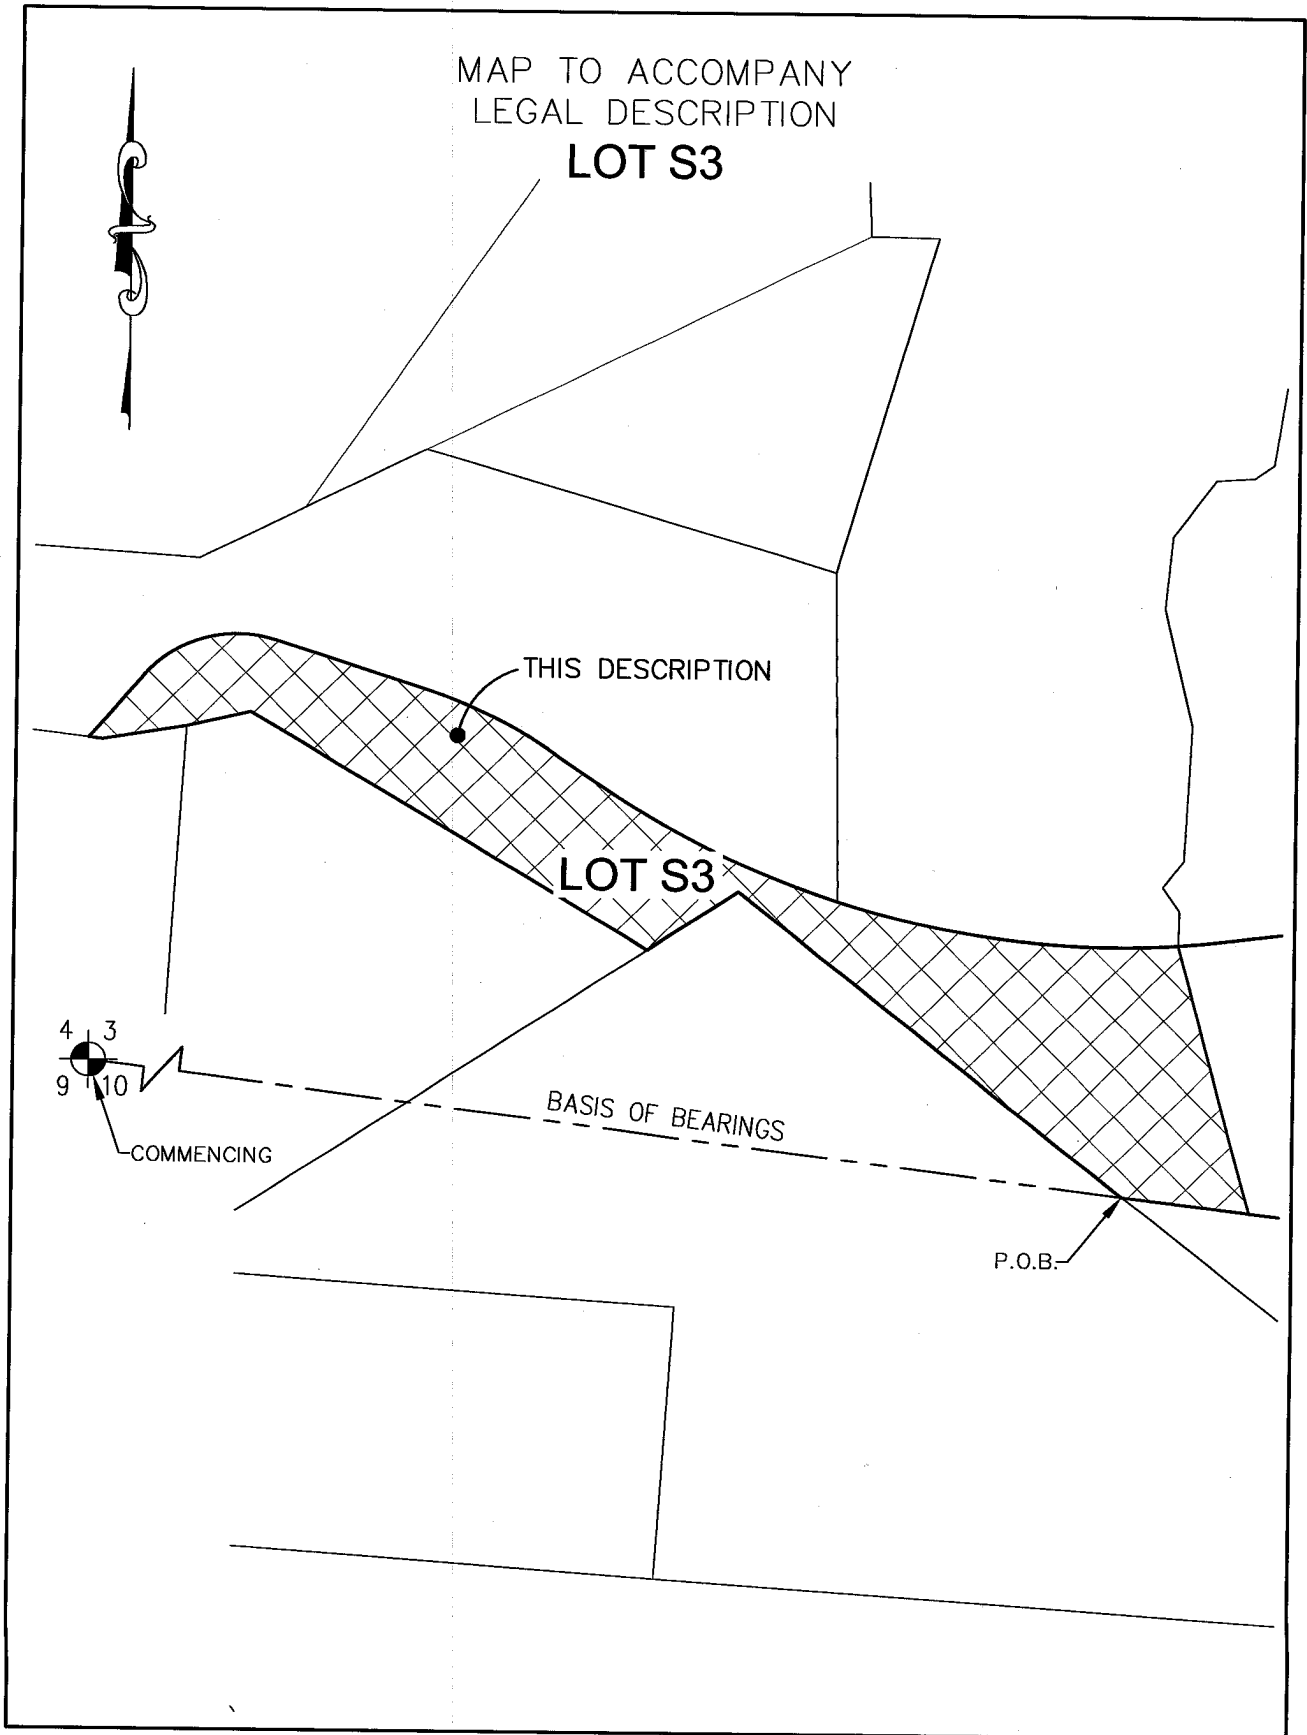 MAP TO ACCOMPANY
LEGAL DESCRIPTION
LOT S3
THIS DESCRIPTION
LOT S3
4 3
9 10
COMMENCING
BASIS OF BEARINGS
P.O.B.